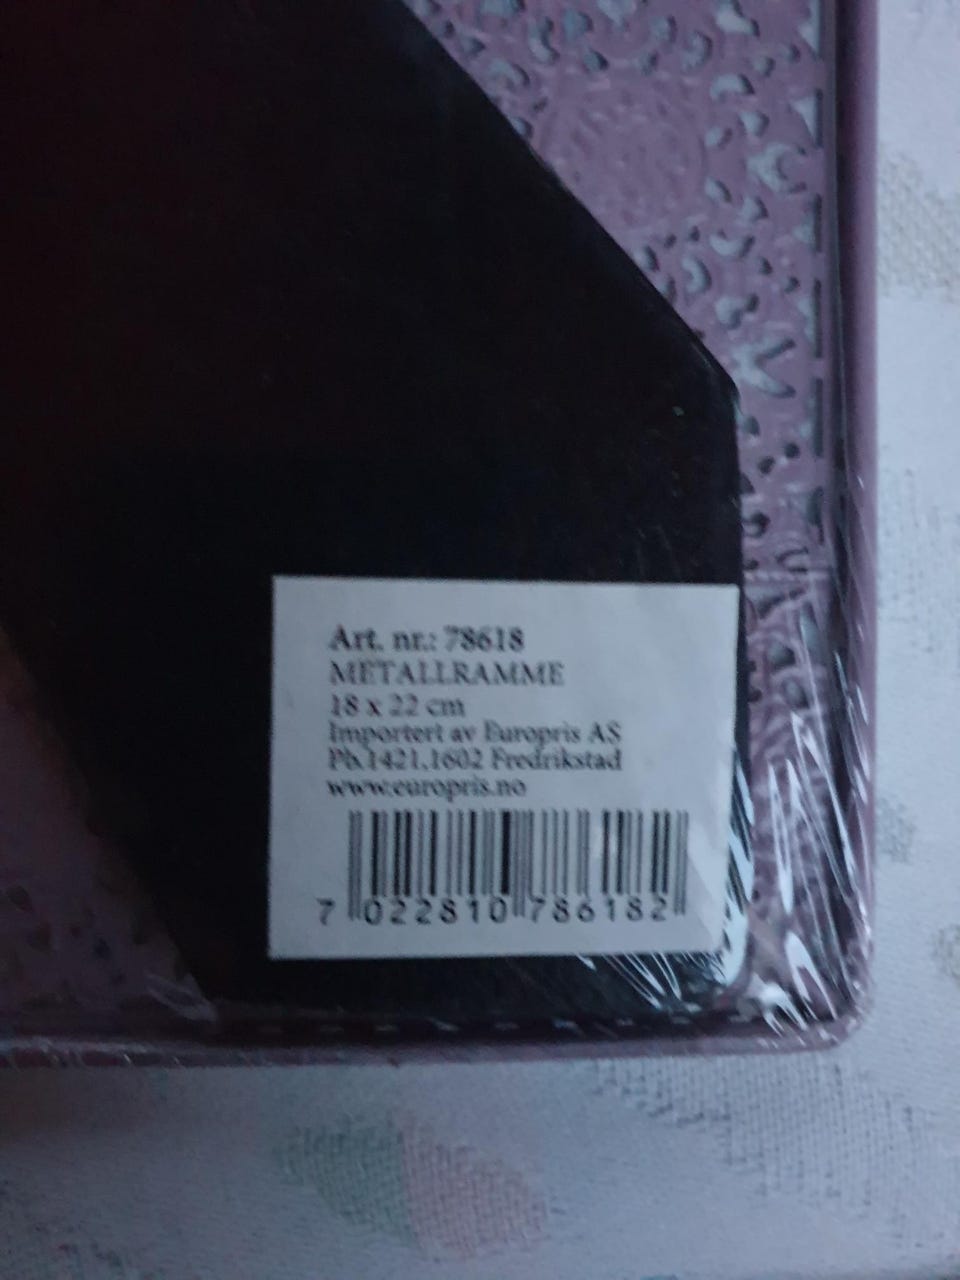 Art. nr.: 78618
METALLRAMME
18 x 22 cm
Importert av Europris AS
Pb.1421,1602 Fredrikstad
www.europris.no
7 022810 786182